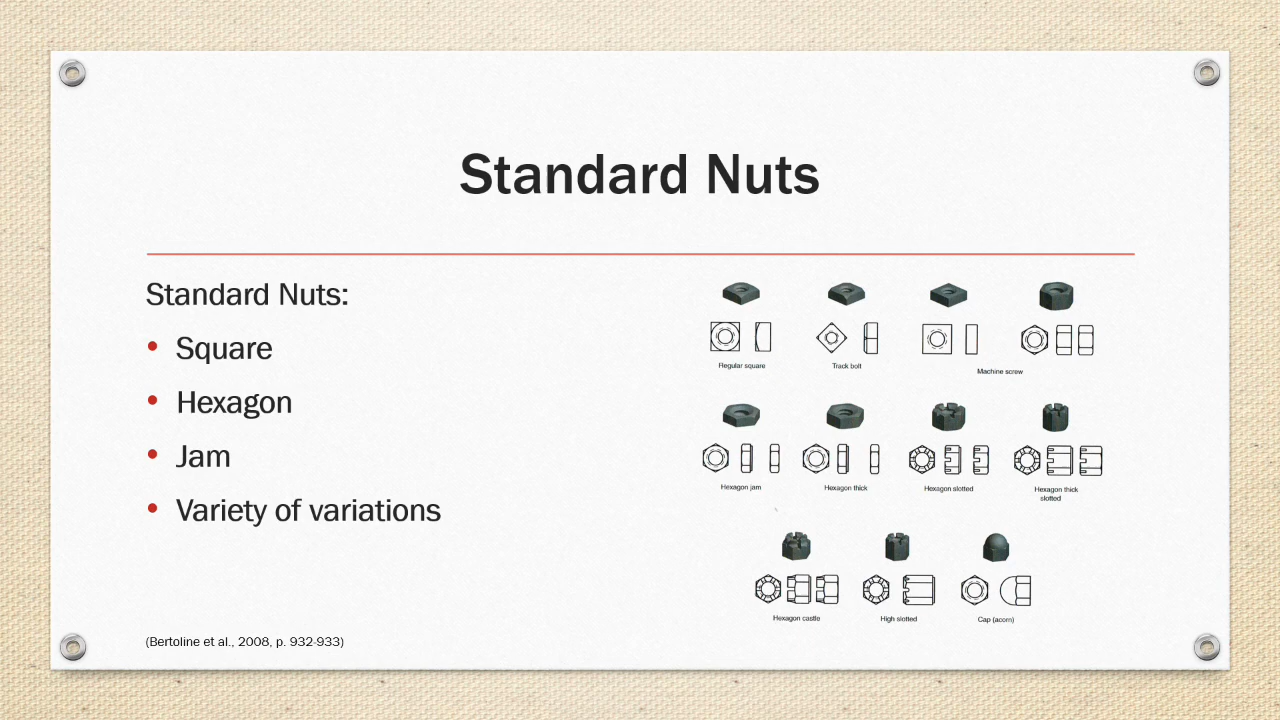 Standard Nuts
Standard Nuts:
• Square
• Hexagon
• Jam
• Variety of variations
(Bertoline et al., 2008, p. 932-933)
Regular square
Track bolt
Machine screw
Hexagon jam
Hexagon thick
Hexagon slotted
Hexagon thick
slotted
Hexagon castle
High slotted
Cap (acorn)